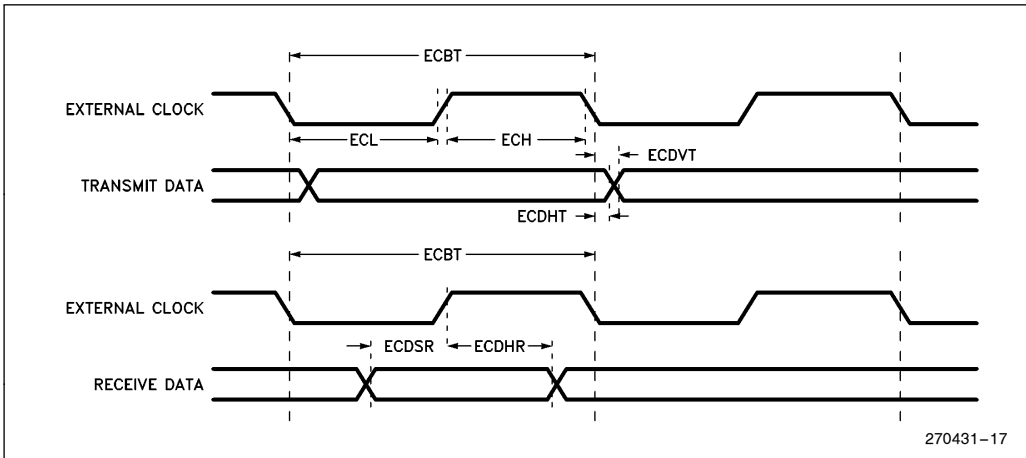 ECBT
EXTERNAL CLOCK
ECL ECH
ECDVT
TRANSMIT DATA
ECDHT
ECBT
EXTERNAL CLOCK
ECDSR ECDHR
RECEIVE DATA
270431–17